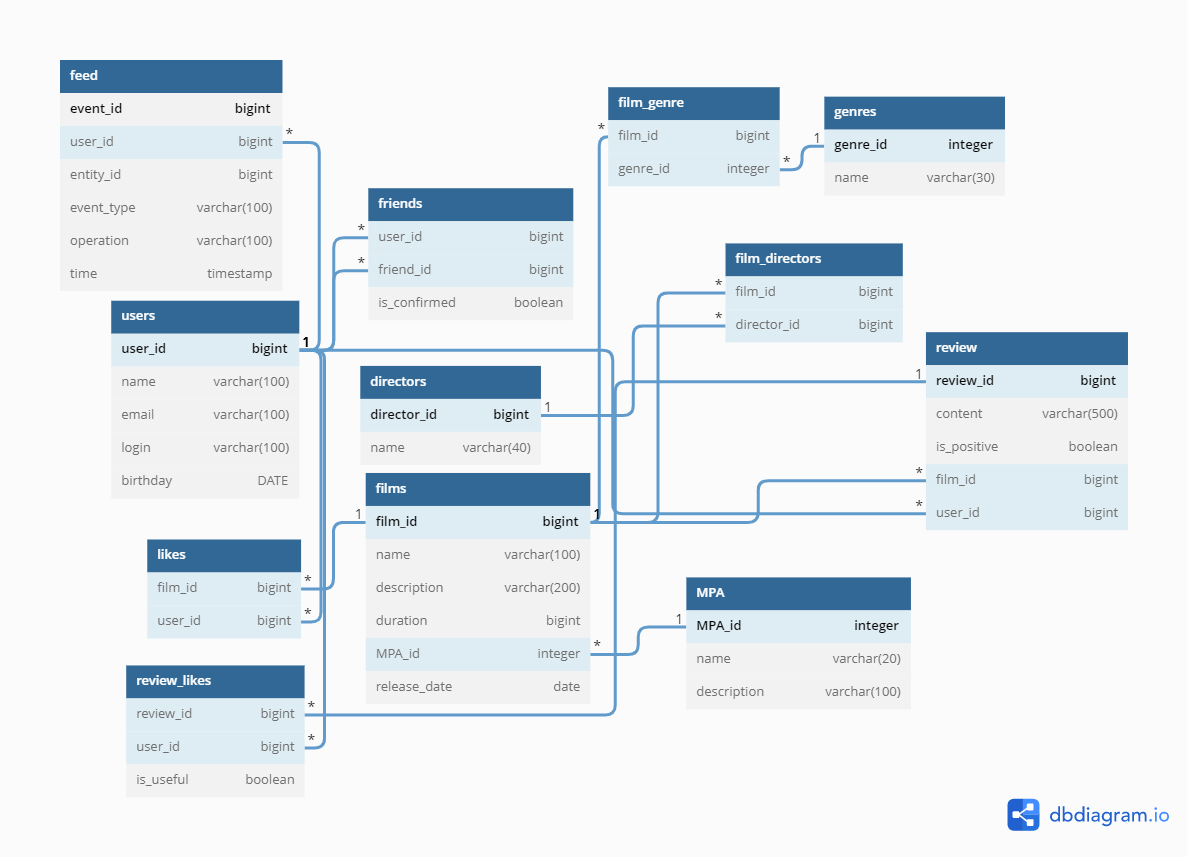 feed
event_id bigint
user_id bigint *
entity_id bigint
event_type varchar(100)
operation varchar(100)
time timestamp
film_genre
* film_id bigint
genre_id integer *
genres
1 genre_id integer
name varchar(30)
friends
* user_id bigint
* friend_id bigint
is_confirmed boolean
film_directors
* film_id bigint
* director_id bigint
users
user_id bigint 1
name varchar(100)
email varchar(100)
login varchar(100)
birthday DATE
directors
director_id bigint 1
name varchar(40)
review
1 review_id bigint
content varchar(500)
is_positive boolean
* film_id bigint
* user_id bigint
films
1 film_id bigint 1
name varchar(100)
description varchar(200)
duration bigint
MPA_id integer *
release_date date
likes
film_id bigint *
user_id bigint *
MPA
1 MPA_id integer
name varchar(20)
description varchar(100)
review_likes
review_id bigint *
user_id bigint *
is_useful boolean
dbdiagram.io